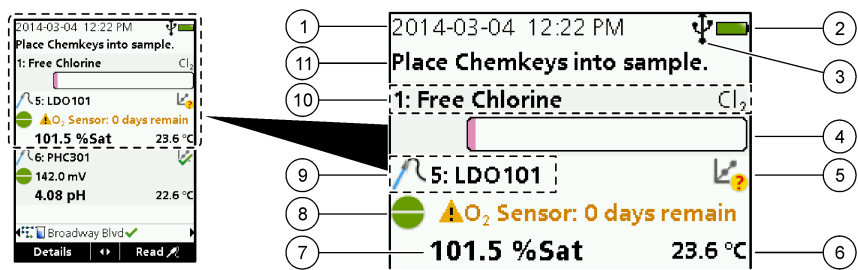 2014-03-04 12:22 PM
Place Chemkeys into sample.
1: Free Chlorine Cl2
5: LDO101
O2 Sensor: 0 days remain
101.5 %Sat 23.6 °C
6: PHC301
142.0 mV
4.08 pH 22.6 °C
Broadway Blvd
Details Read
1 2014-03-04 12:22 PM 2
11 Place Chemkeys into sample. 3
10 1: Free Chlorine Cl2
4
9 5: LDO101 ? 5
8 O2 Sensor: 0 days remain
7 101.5 %Sat 23.6 °C 6